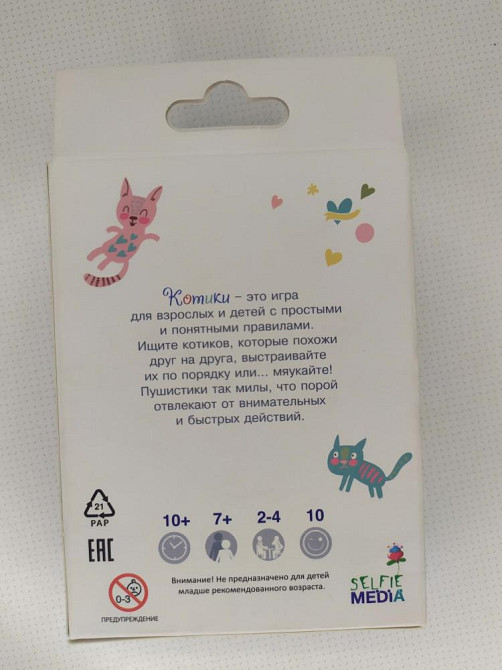 Котики – это игра
для взрослых и детей с простыми
и понятными правилами.
Ищите котиков, которые похожи
друг на друга, выстраивайте
их по порядку или... мяукайте!
Пушистики так милы, что порой
отвлекают от внимательных
и быстрых действий.
21
PAP
10+ 7+ 2-4 10
EAC
0-3
ПРЕДУПРЕЖДЕНИЕ
Внимание! Не предназначено для детей
младше рекомендованного возраста.
SELFIE
MEDIA